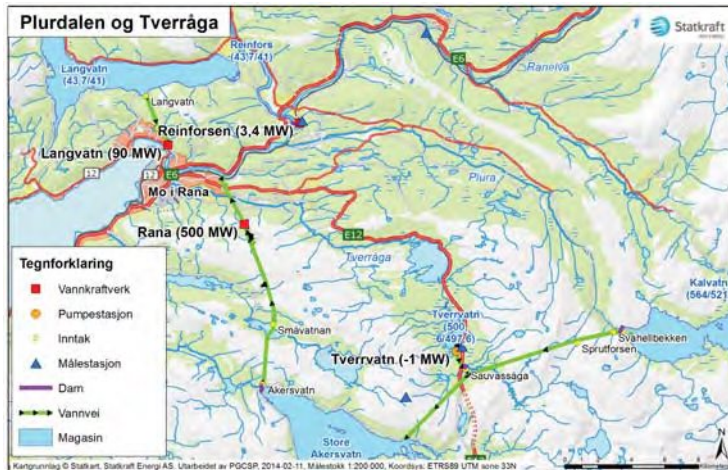 Plurdalen og Tverråga
Statkraft
Langvatn
(43,7/41)
Reinfors
(43,7/41)
E6
Ranelva
Langvatn
Reinforsen (3,4 MW)
Langvatn (90 MW)
12
12
E6
Mo i Rana
Plura
Rana (500 MW)
E12
Tverråga
Kalvatn
(564/521)
Tegnforklaring
Vannkraftverk
Pumpestasjon
Inntak
Målestasjon
Dam
Vannvei
Magasin
Tverrvatn
(500
6/497,6)
Småvatnan
Svahellbekken
Sprutforsen
Tverrvatn (-1 MW)
Sauvassåga
Akersvatn
Store
Akersvatn
Kartgrunnlag © Statkart, Statkraft Energi AS. Utarbeidet av PGCSP, 2014-02-11. Målestokk 1:200 000, Koordsys: ETRS89 UTM sone 33N